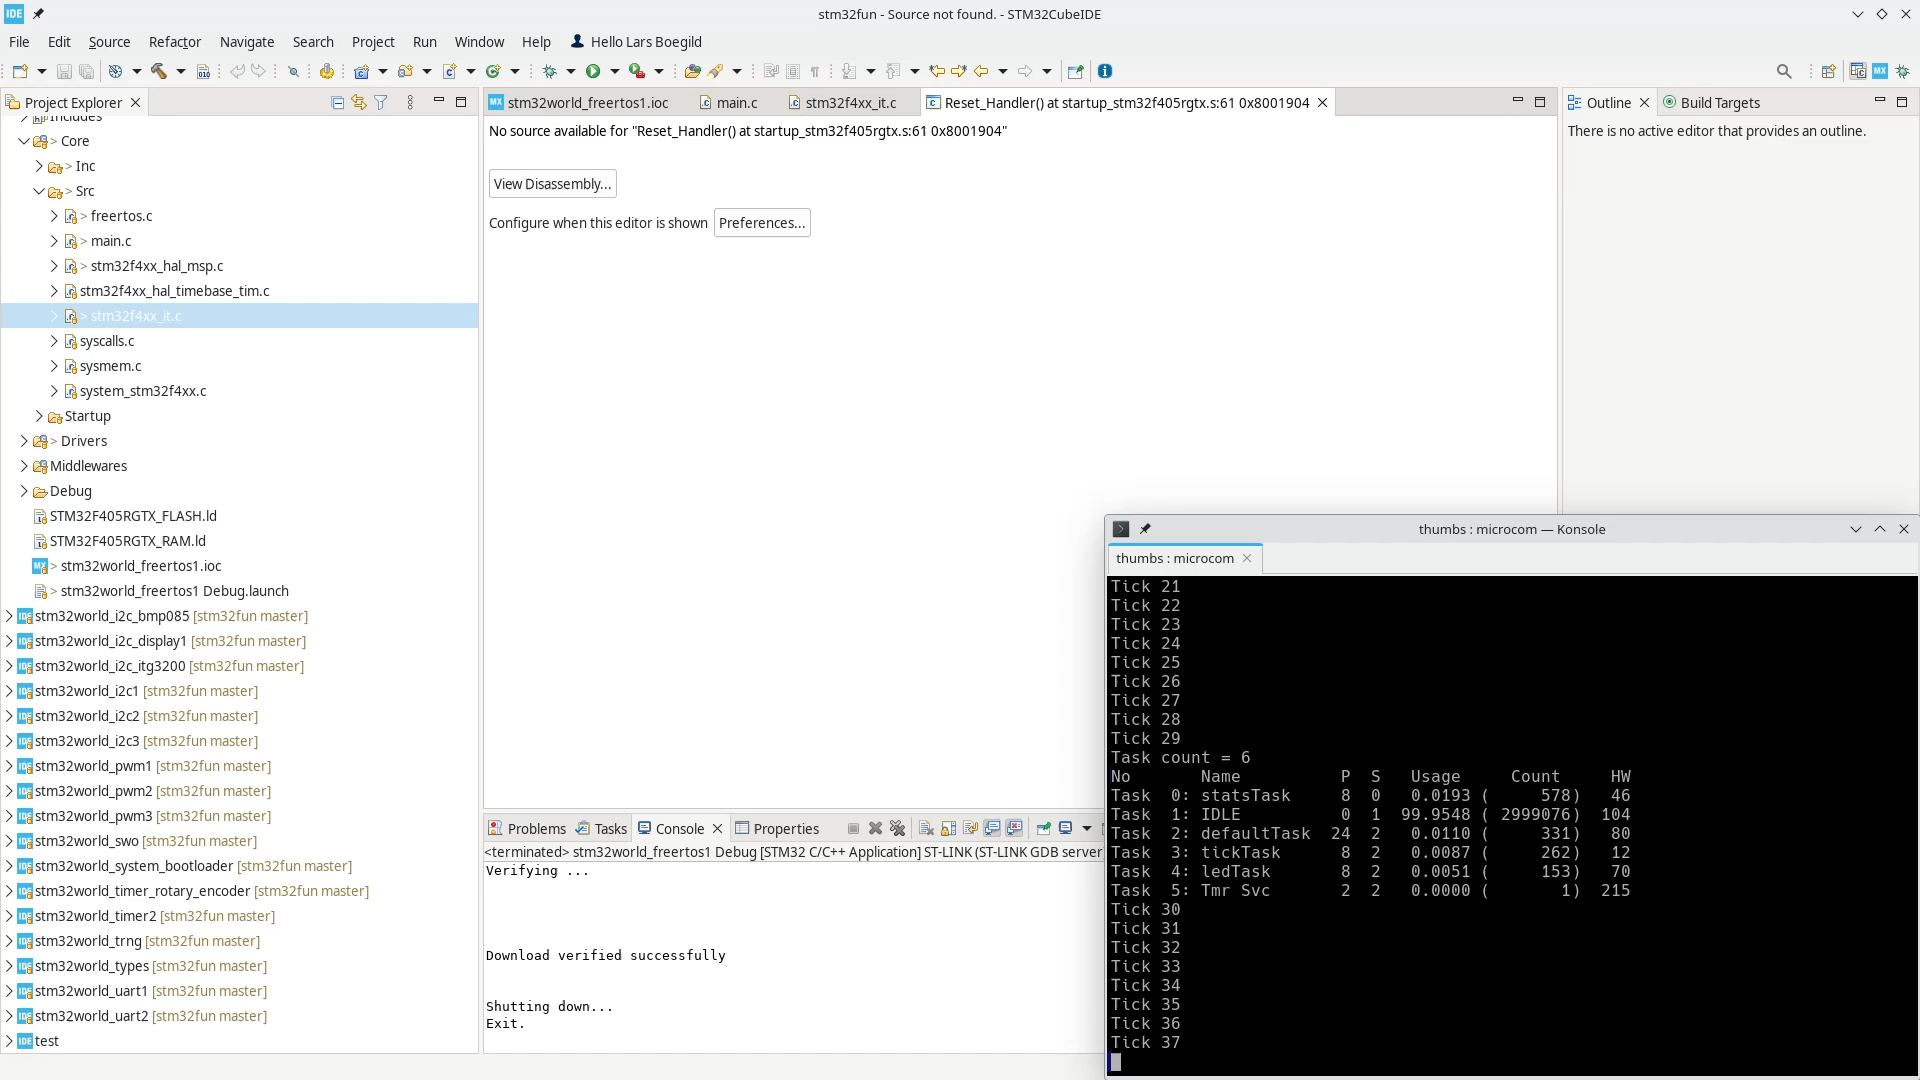 IDE
stm32fun - Source not found. - STM32CubeIDE
File Edit Source Refactor Navigate Search Project Run Window Help Hello Lars Boegild
Project Explorer
Includes
> Core
> Inc
> Src
> freertos.c
> main.c
> stm32f4xx_hal_msp.c
stm32f4xx_hal_timebase_tim.c
> stm32f4xx_it.c
syscalls.c
sysmem.c
system_stm32f4xx.c
Startup
> Drivers
Middlewares
Debug
STM32F405RGTX_FLASH.ld
STM32F405RGTX_RAM.ld
MX > stm32world_freertos1.ioc
> stm32world_freertos1 Debug.launch
stm32world_i2c_bmp085 [stm32fun master]
stm32world_i2c_display1 [stm32fun master]
stm32world_i2c_itg3200 [stm32fun master]
stm32world_i2c1 [stm32fun master]
stm32world_i2c2 [stm32fun master]
stm32world_i2c3 [stm32fun master]
stm32world_pwm1 [stm32fun master]
stm32world_pwm2 [stm32fun master]
stm32world_pwm3 [stm32fun master]
stm32world_swo [stm32fun master]
stm32world_system_bootloader [stm32fun master]
stm32world_timer_rotary_encoder [stm32fun master]
stm32world_timer2 [stm32fun master]
stm32world_trng [stm32fun master]
stm32world_types [stm32fun master]
stm32world_uart1 [stm32fun master]
stm32world_uart2 [stm32fun master]
IDE test
MX stm32world_freertos1.ioc main.c stm32f4xx_it.c Reset_Handler() at startup_stm32f405rgtx.s:61 0x8001904
No source available for "Reset_Handler() at startup_stm32f405rgtx.s:61 0x8001904"
View Disassembly...
Configure when this editor is shown Preferences...
Outline Build Targets
There is no active editor that provides an outline.
Problems Tasks Console Properties
<terminated> stm32world_freertos1 Debug [STM32 C/C++ Application] ST-LINK (ST-LINK GDB server)
Verifying ...
Download verified successfully
Shutting down...
Exit.
thumbs : microcom — Konsole
thumbs : microcom
Tick 21
Tick 22
Tick 23
Tick 24
Tick 25
Tick 26
Tick 27
Tick 28
Tick 29
Task count = 6
No Name P S Usage Count HW
Task 0: statsTask 8 0 0.0193 ( 578) 46
Task 1: IDLE 0 1 99.9548 ( 2999076) 104
Task 2: defaultTask 24 2 0.0110 ( 331) 80
Task 3: tickTask 8 2 0.0087 ( 262) 12
Task 4: ledTask 8 2 0.0051 ( 153) 70
Task 5: Tmr Svc 2 2 0.0000 ( 1) 215
Tick 30
Tick 31
Tick 32
Tick 33
Tick 34
Tick 35
Tick 36
Tick 37